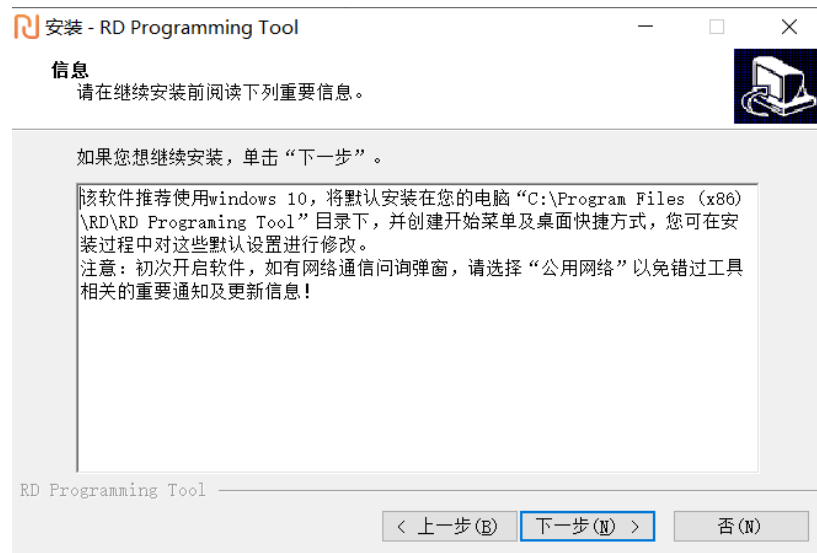 安装 - RD Programming Tool
信息
请在继续安装前阅读下列重要信息。
如果您想继续安装，单击“下一步”。
该软件推荐使用windows 10，将默认安装在您的电脑“C:\Program Files (x86)
\RD\RD Programing Tool”目录下，并创建开始菜单及桌面快捷方式，您可在安
装过程中对这些默认设置进行修改。
注意：初次开启软件，如有网络通信问询弹窗，请选择“公用网络”以免错过工具
相关的重要通知及更新信息！
RD Programming Tool
< 上一步(B) 下一步(N) > 否(N)